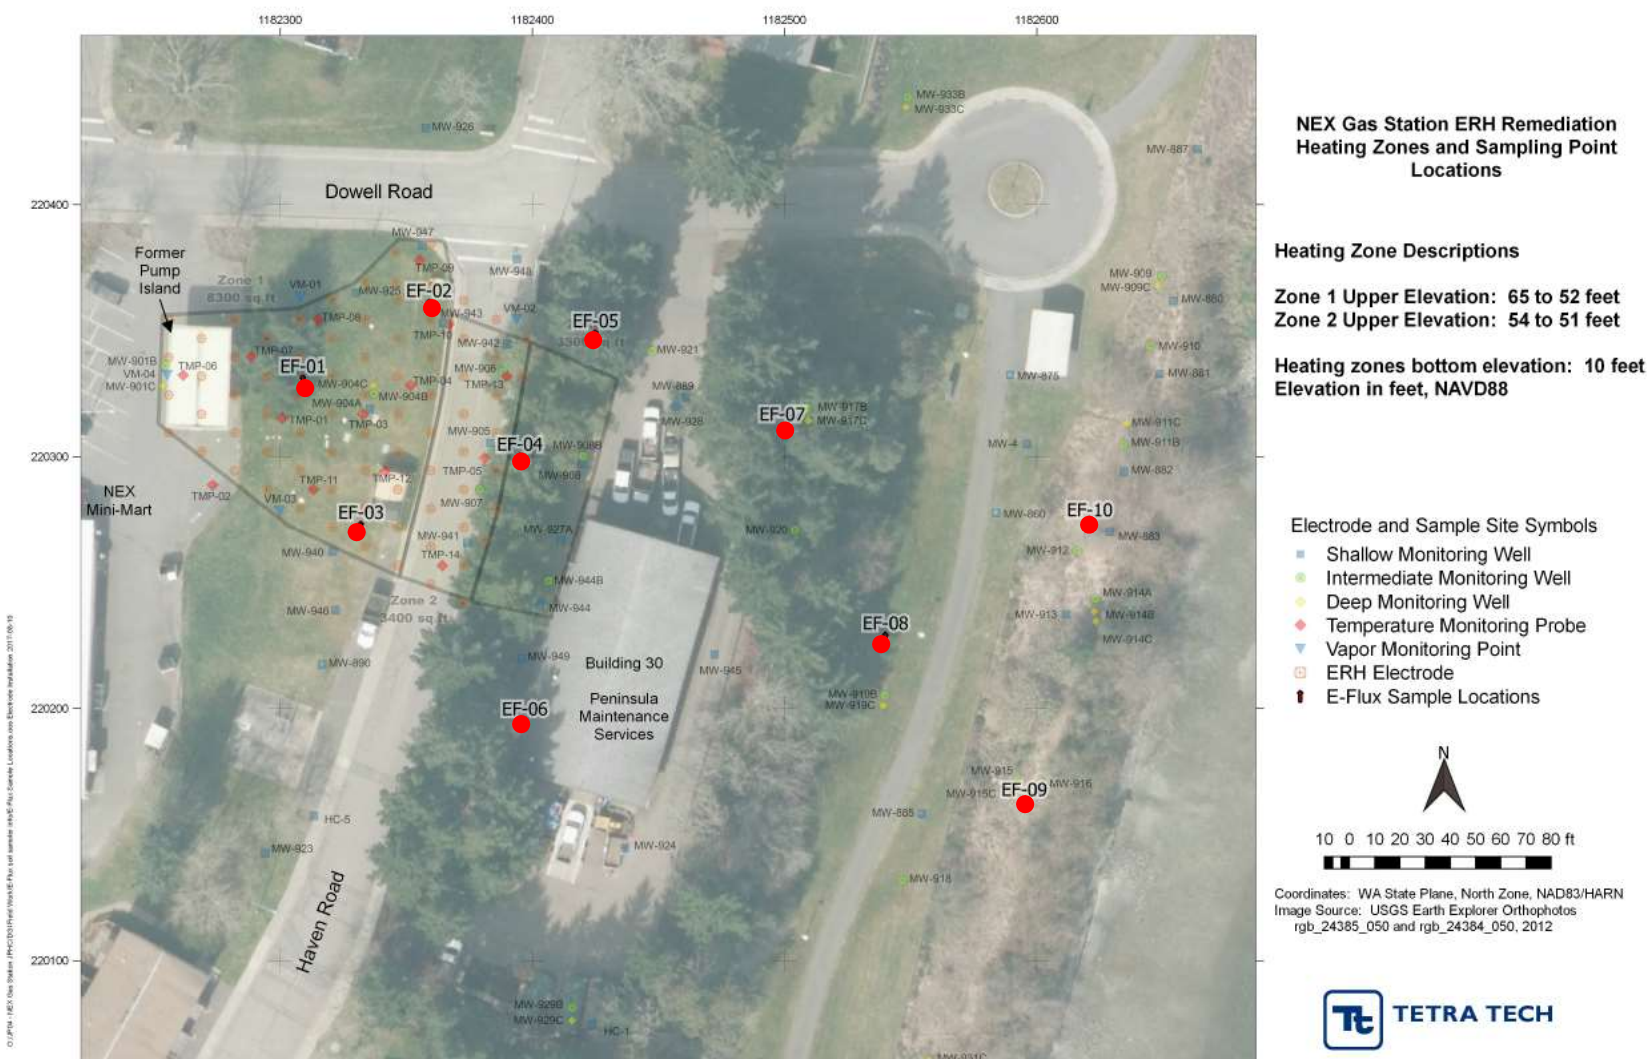 1182300
1182400
1182500
1182600
220400
220300
220200
220100
NEX Gas Station ERH Remediation
Heating Zones and Sampling Point
Locations
Heating Zone Descriptions
Zone 1 Upper Elevation: 65 to 52 feet
Zone 2 Upper Elevation: 54 to 51 feet
Heating zones bottom elevation: 10 feet
Elevation in feet, NAVD88
Electrode and Sample Site Symbols
Shallow Monitoring Well
Intermediate Monitoring Well
Deep Monitoring Well
Temperature Monitoring Probe
Vapor Monitoring Point
ERH Electrode
E-Flux Sample Locations
N
10 0 10 20 30 40 50 60 70 80 ft
Coordinates: WA State Plane, North Zone, NAD83/HARN
Image Source: USGS Earth Explorer Orthophotos
rgb_24385_050 and rgb_24384_050, 2012
Tt
TETRA TECH
MW-933B
MW-933C
MW-926
MW-887
Dowell Road
MW-947
Former
Pump
Island
Zone 1
8300 sq.ft
VM-01
MW-925
TMP-09
MW-948
EF-02
MW-943
VM-02
TMP-08
TMP-10
MW-942
EF-05
MW-921
MW-909
MW-909C
MW-880
MW-910
MW-901B
VM-04
MW-901C
TMP-06
TMP-07
EF-01
MW-904C
MW-904A
TMP-04
MW-904B
MW-906
TMP-13
MW-889
MW-928
MW-875
MW-881
TMP-01
TMP-03
EF-07
MW-917B
MW-917C
MW-911C
MW-911B
MW-905
EF-04
MW-908B
MW-908
MW-4
MW-882
TMP-02
TMP-11
TMP-12
TMP-05
NEX
Mini-Mart
VM-03
MW-907
EF-03
MW-927A
MW-920
MW-860
EF-10
MW-883
MW-912
MW-940
MW-941
TMP-14
MW-944B
MW-944
Zone 2
3400 sq.ft
MW-946
MW-914A
MW-913
MW-914B
MW-914C
EF-08
MW-890
MW-949
Building 30
MW-945
Peninsula
Maintenance
Services
MW-919B
MW-919C
EF-06
MW-915
MW-915C
MW-916
EF-09
MW-885
HC-5
MW-923
MW-924
MW-918
Haven Road
MW-929B
MW-929C
HC-1
MW-931C